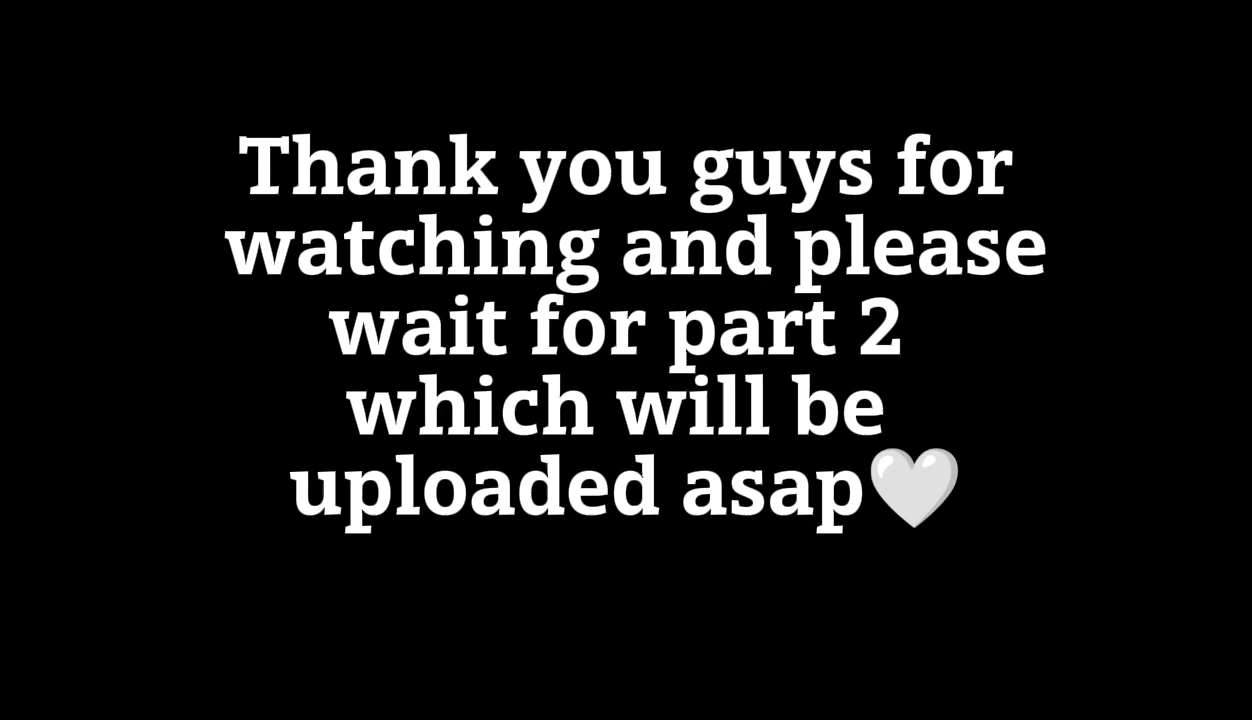 Thank you guys for
watching and please
wait for part 2
which will be
uploaded asap🤍